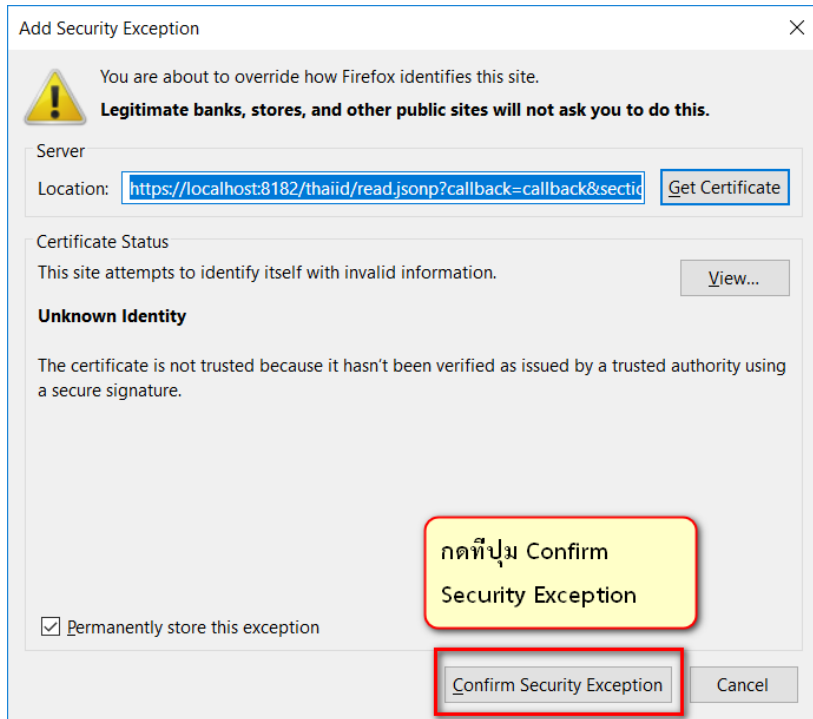 Add Security Exception
You are about to override how Firefox identifies this site.
Legitimate banks, stores, and other public sites will not ask you to do this.
Server
Location: https://localhost:8182/thaiid/read.jsonp?callback=callback&sectio Get Certificate
Certificate Status
This site attempts to identify itself with invalid information. View...
Unknown Identity
The certificate is not trusted because it hasn't been verified as issued by a trusted authority using
a secure signature.
กดที่ปุ่ม Confirm
Security Exception
Permanently store this exception
Confirm Security Exception Cancel